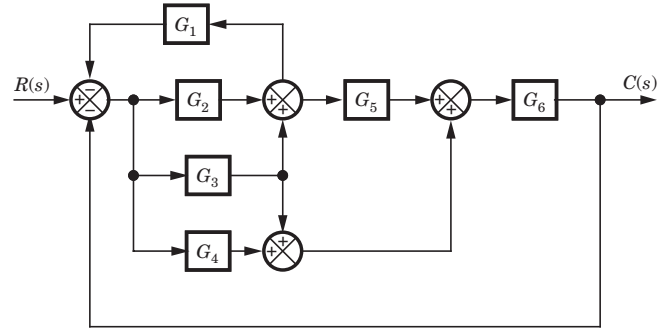 G₁
R(s)
C(s)
+ − −
G₂
+ +
G₅
+ +
G₆
G₃
+ +
G₄